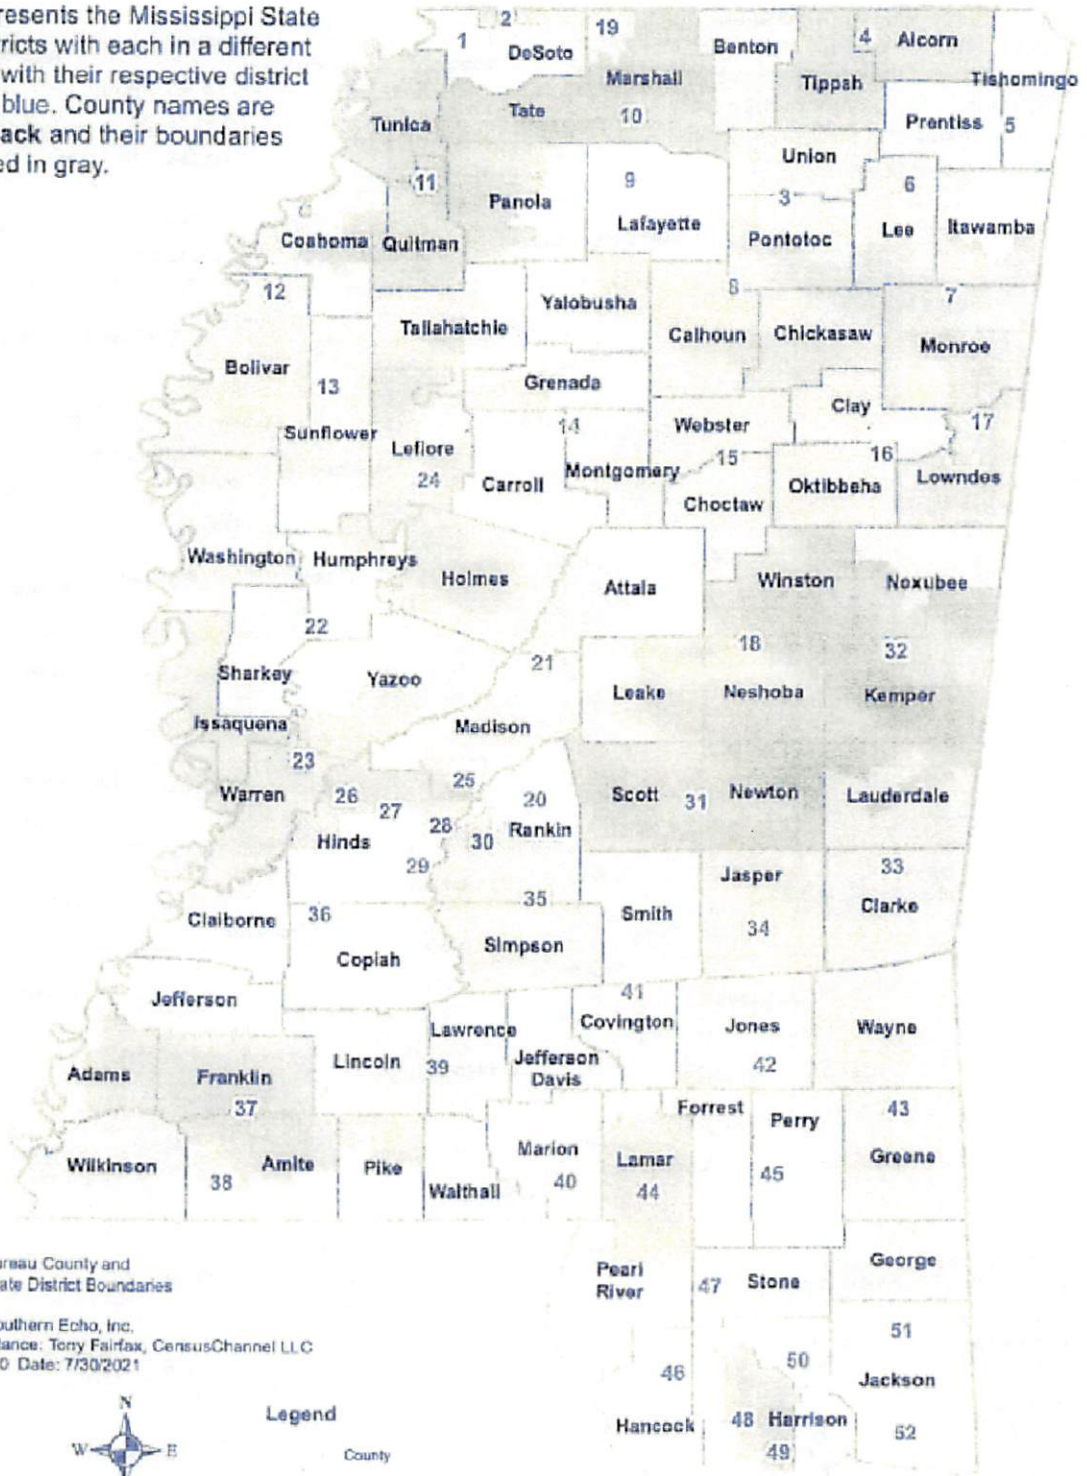 resents the Mississippi State
ricts with each in a different
with their respective district
blue. County names are
ack and their boundaries
ed in gray.
2
19
1
DeSoto
Benton
4
Alcorn
Marshall
Tippah
Tishomingo
Tate
10
Tunica
Prentiss
5
Union
11
9
6
Panola
3
Lafayette
Lee
Itawamba
Coahoma
Quitman
Pontotoc
12
8
7
Yalobusha
Tallahatchie
Calhoun
Chickasaw
Monroe
Bolivar
13
Grenada
Clay
17
14
Webster
Sunflower
Leflore
16
15
Montgomery
24
Carroll
Oktibbeha
Lowndes
Choctaw
Washington
Humphreys
Holmes
Attala
Winston
Noxubee
22
18
32
21
Sharkey
Yazoo
Leake
Neshoba
Kemper
Issaquena
Madison
23
25
Warren
26
20
Scott
31
Newton
Lauderdale
27
28
30
Rankin
Hinds
29
Jasper
33
35
Claiborne
36
Smith
Clarke
34
Copiah
Simpson
Jefferson
41
Lawrence
Covington
Jones
Wayne
Lincoln
39
Jefferson
Davis
42
Adams
Franklin
37
Forrest
43
Perry
Marion
Wilkinson
38
Amite
Pike
Lamar
Greene
Walthall
40
44
45
ureau County and
ate District Boundaries
Pearl
River
47
Stone
George
outhern Echo, Inc.
lance: Tony Fairfax, CensusChannel LLC
0 Date: 7/30/2021
51
50
46
Jackson
N
Legend
Hancock
48
Harrison
52
W
E
County
49